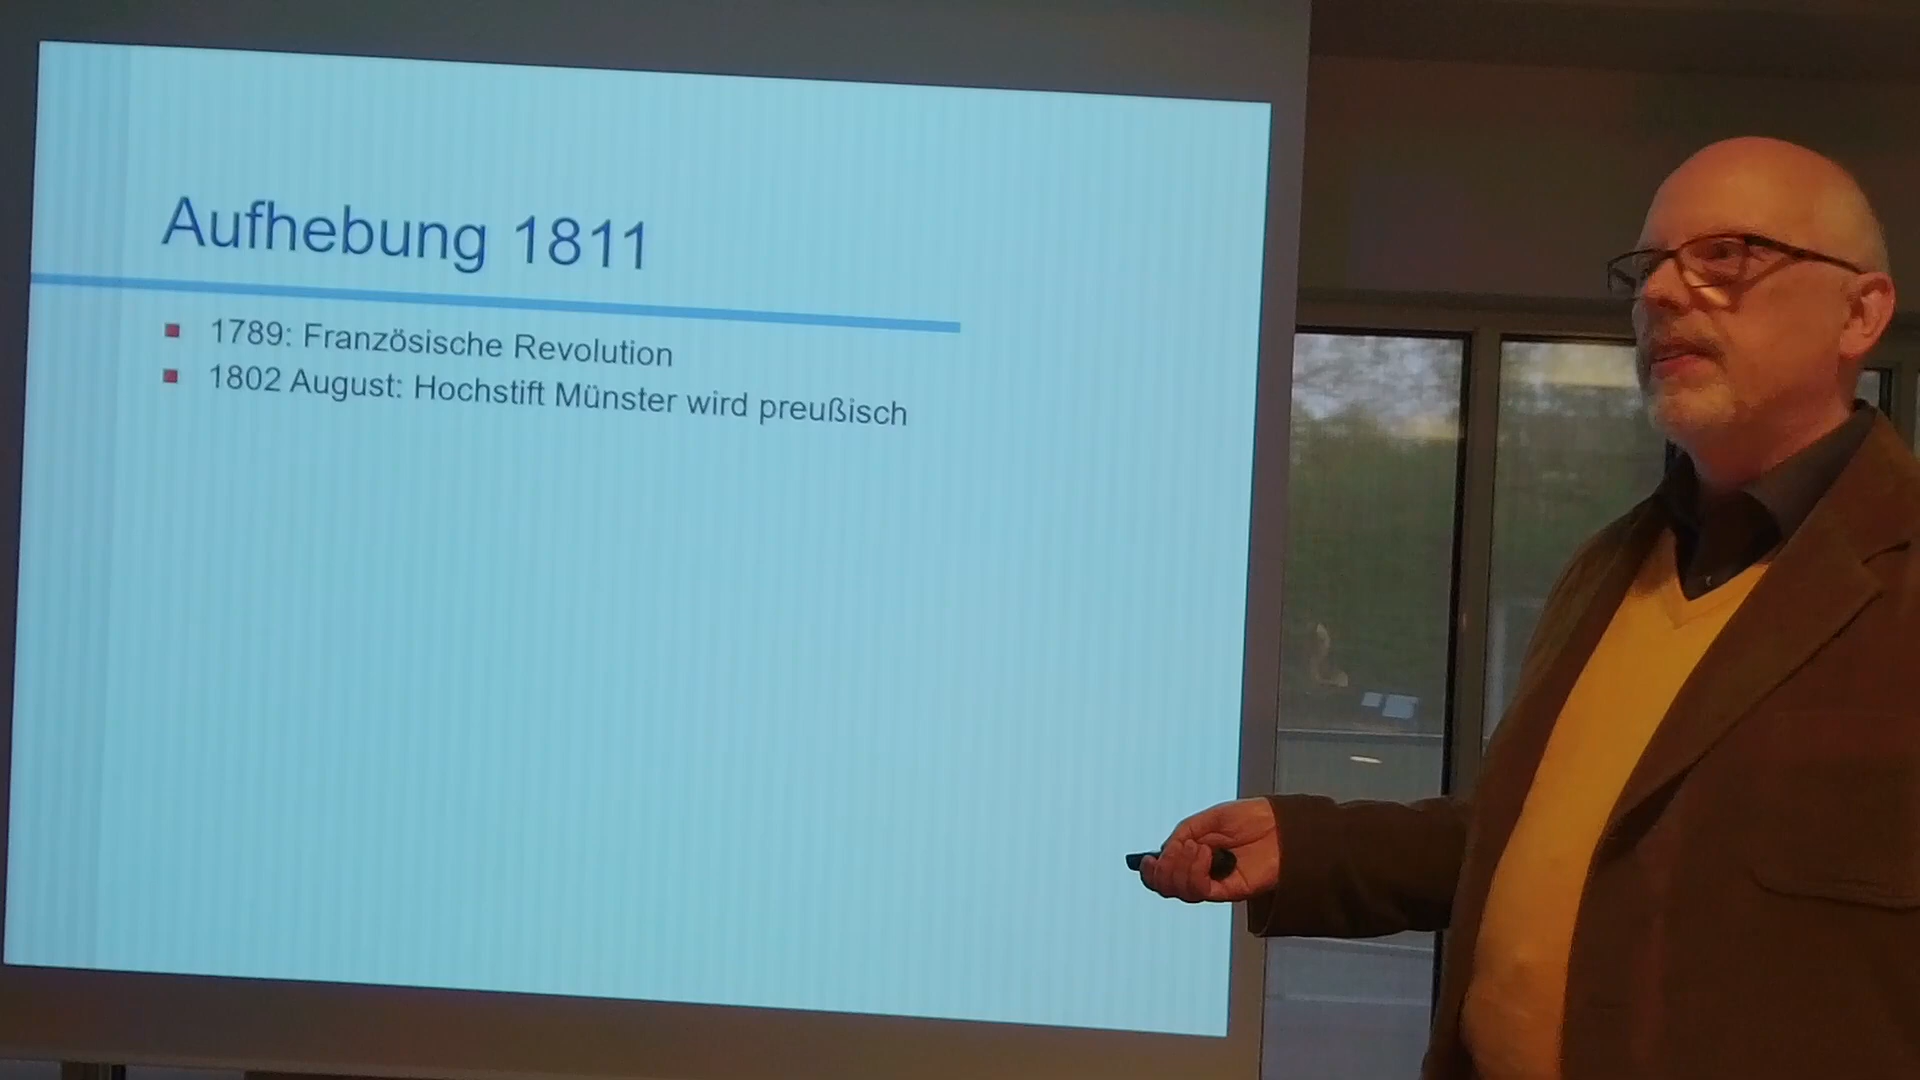 Aufhebung 1811
1789: Französische Revolution
1802 August: Hochstift Münster wird preußisch